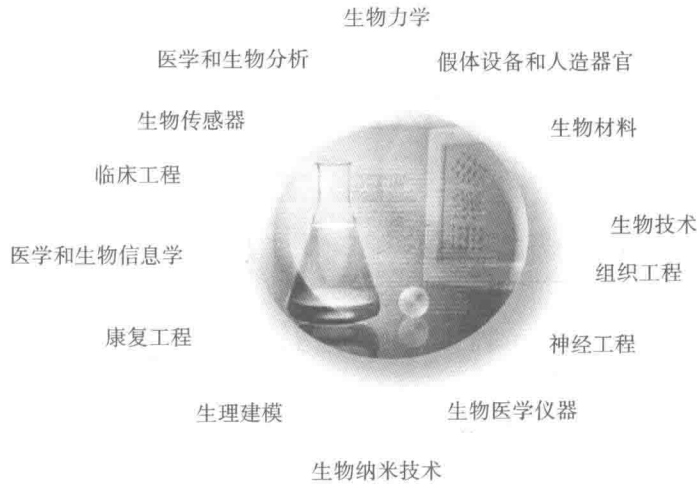 生物力学
医学和生物分析
假体设备和人造器官
生物传感器
生物材料
临床工程
生物技术
医学和生物信息学
组织工程
康复工程
神经工程
生理建模
生物医学仪器
生物纳米技术